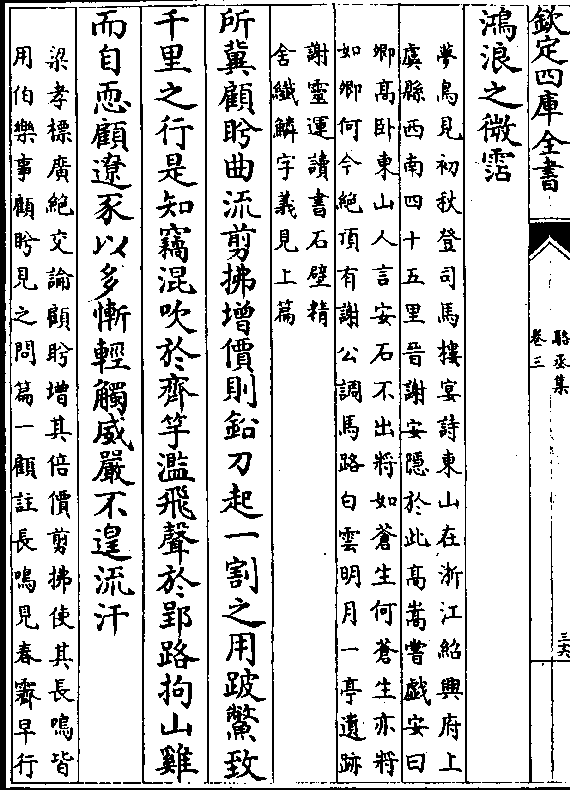 欽定四庫全書
駱丞集
卷三
三六
鴻浪之微霑
夢鳥見初秋登司馬樓宴詩東山在浙江紹興府上
虞縣西南四十五里晉謝安隱於此高嵩嘗戲安曰
卿高卧東山人言安石不出將如蒼生何蒼生亦將
如卿何今絶頂有謝公調馬路白雲明月一亭遺跡
謝靈運讀書石壁精
舍纎鱗字義見上篇
所冀顧盻曲流剪拂增價則鉛刀起一割之用跛鼈致
千里之行是知竊混吹於齊竽濫飛聲於郢路拘山雞
而自恧顧遼豕以多慚輕觸威嚴不遑流汗
梁孝標廣絶交論顧盻增其倍價剪拂使其長鳴皆
用伯樂事顧盻見之問篇一顧註長鳴見春霽早行